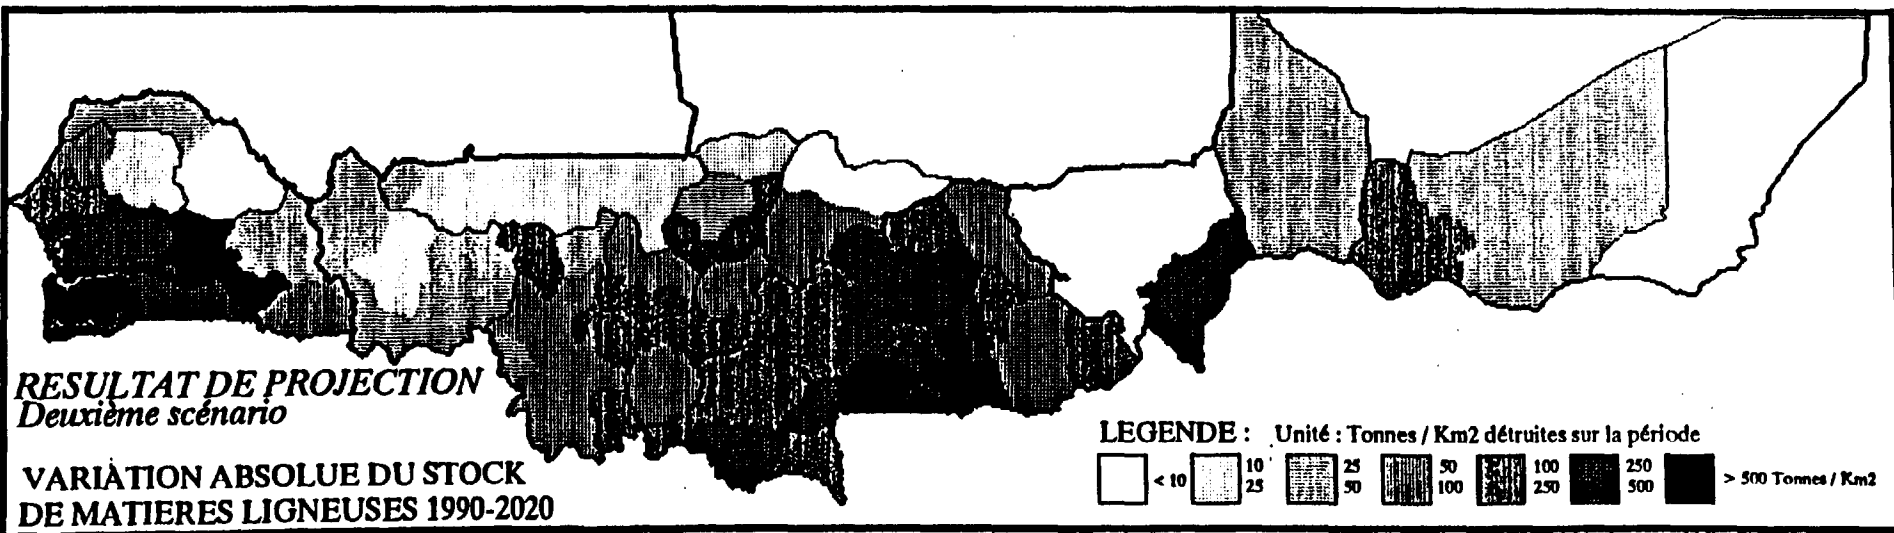 RESULTAT DE PROJECTION
Deuxième scénario
VARIATION ABSOLUE DU STOCK
DE MATIERES LIGNEUSES 1990-2020
LEGENDE : Unité : Tonnes / Km2 détruites sur la période
< 10
10
25
25
50
50
100
100
250
250
500
> 500 Tonnes / Km2